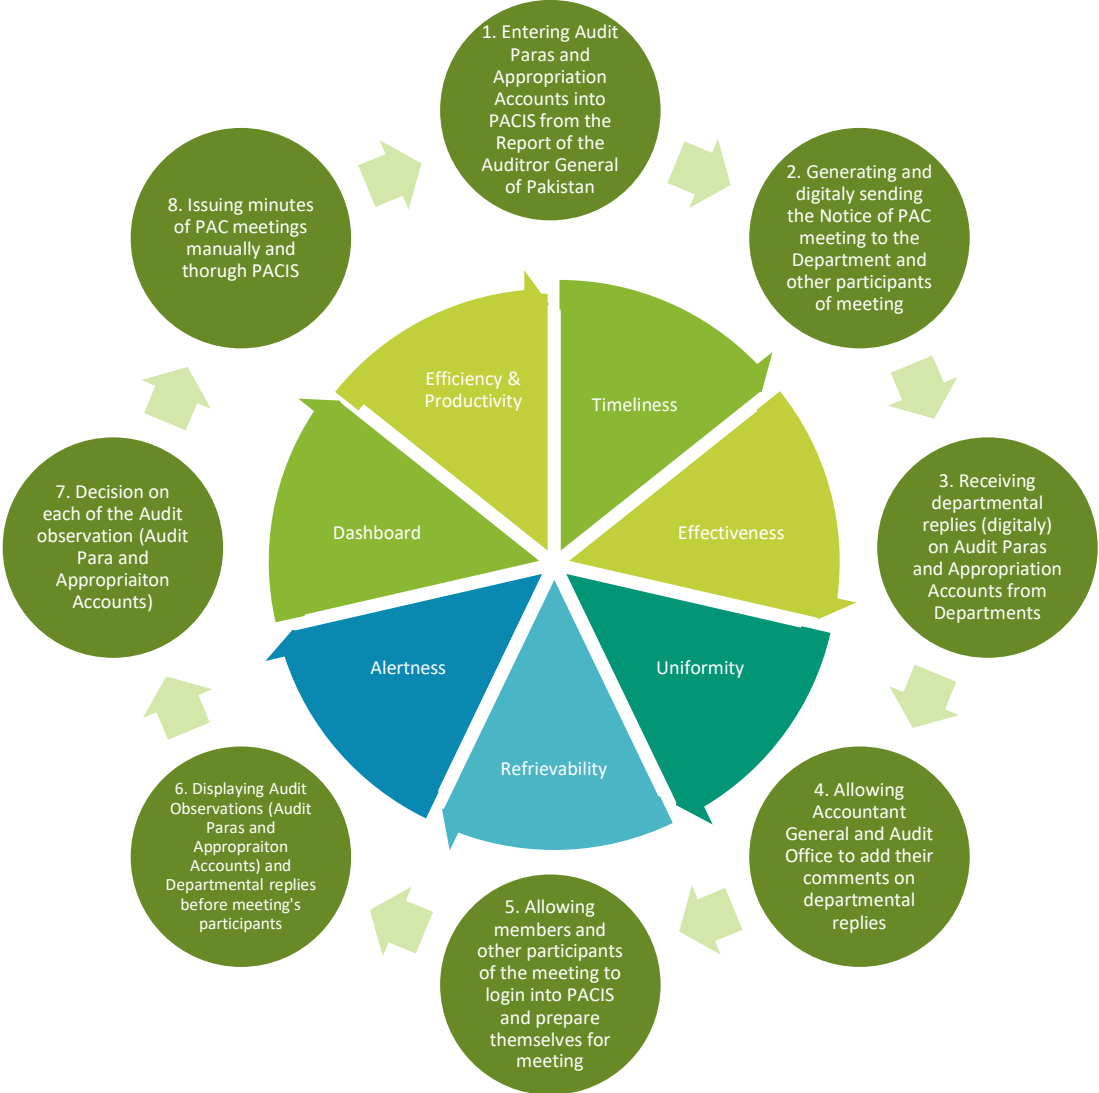 1. Entering Audit
Paras and
Appropriation
Accounts into
PACIS from the
Report of the
Auditror General
of Pakistan
2. Generating and
digitaly sending
the Notice of PAC
meeting to the
Department and
other participants
of meeting
3. Receiving
departmental
replies (digitaly)
on Audit Paras
and Appropriation
Accounts from
Departments
4. Allowing
Accountant
General and Audit
Office to add their
comments on
departmental
replies
5. Allowing
members and
other participants
of the meeting to
login into PACIS
and prepare
themselves for
meeting
6. Displaying Audit
Observations (Audit
Paras and
Appropraiton
Accounts) and
Departmental replies
before meeting's
participants
7. Decision on
each of the Audit
observation (Audit
Para and
Appropriaiton
Accounts)
8. Issuing minutes
of PAC meetings
manually and
thorugh PACIS
Timeliness
Effectiveness
Uniformity
Refrievability
Alertness
Dashboard
Efficiency &
Productivity